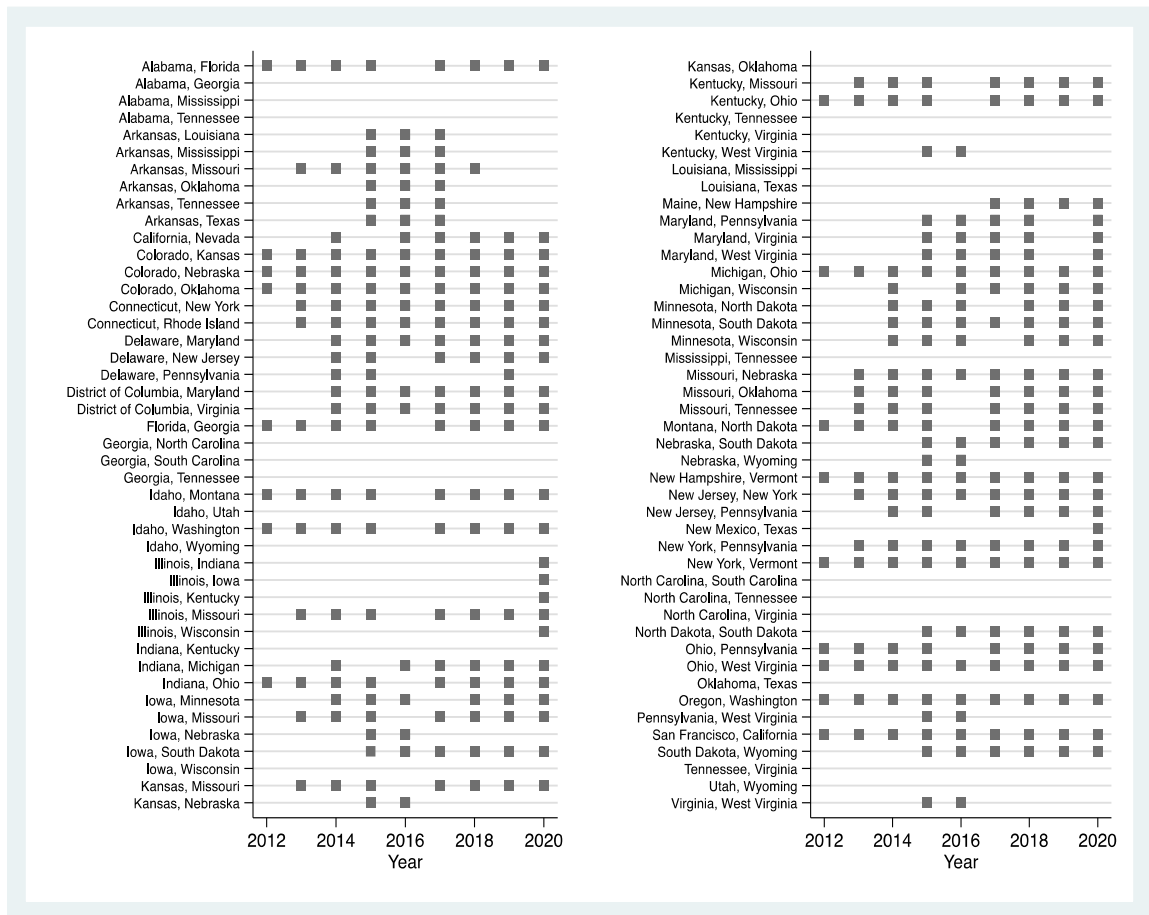 Alabama, Florida
Alabama, Georgia
Alabama, Mississippi
Alabama, Tennessee
Arkansas, Louisiana
Arkansas, Mississippi
Arkansas, Missouri
Arkansas, Oklahoma
Arkansas, Tennessee
Arkansas, Texas
California, Nevada
Colorado, Kansas
Colorado, Nebraska
Colorado, Oklahoma
Connecticut, New York
Connecticut, Rhode Island
Delaware, Maryland
Delaware, New Jersey
Delaware, Pennsylvania
District of Columbia, Maryland
District of Columbia, Virginia
Florida, Georgia
Georgia, North Carolina
Georgia, South Carolina
Georgia, Tennessee
Idaho, Montana
Idaho, Utah
Idaho, Washington
Idaho, Wyoming
Illinois, Indiana
Illinois, Iowa
Illinois, Kentucky
Illinois, Missouri
Illinois, Wisconsin
Indiana, Kentucky
Indiana, Michigan
Indiana, Ohio
Iowa, Minnesota
Iowa, Missouri
Iowa, Nebraska
Iowa, South Dakota
Iowa, Wisconsin
Kansas, Missouri
Kansas, Nebraska
2012 2014 2016 2018 2020
Year
Kansas, Oklahoma
Kentucky, Missouri
Kentucky, Ohio
Kentucky, Tennessee
Kentucky, Virginia
Kentucky, West Virginia
Louisiana, Mississippi
Louisiana, Texas
Maine, New Hampshire
Maryland, Pennsylvania
Maryland, Virginia
Maryland, West Virginia
Michigan, Ohio
Michigan, Wisconsin
Minnesota, North Dakota
Minnesota, South Dakota
Minnesota, Wisconsin
Mississippi, Tennessee
Missouri, Nebraska
Missouri, Oklahoma
Missouri, Tennessee
Montana, North Dakota
Nebraska, South Dakota
Nebraska, Wyoming
New Hampshire, Vermont
New Jersey, New York
New Jersey, Pennsylvania
New Mexico, Texas
New York, Pennsylvania
New York, Vermont
North Carolina, South Carolina
North Carolina, Tennessee
North Carolina, Virginia
North Dakota, South Dakota
Ohio, Pennsylvania
Ohio, West Virginia
Oklahoma, Texas
Oregon, Washington
Pennsylvania, West Virginia
San Francisco, California
South Dakota, Wyoming
Tennessee, Virginia
Utah, Wyoming
Virginia, West Virginia
2012 2014 2016 2018 2020
Year